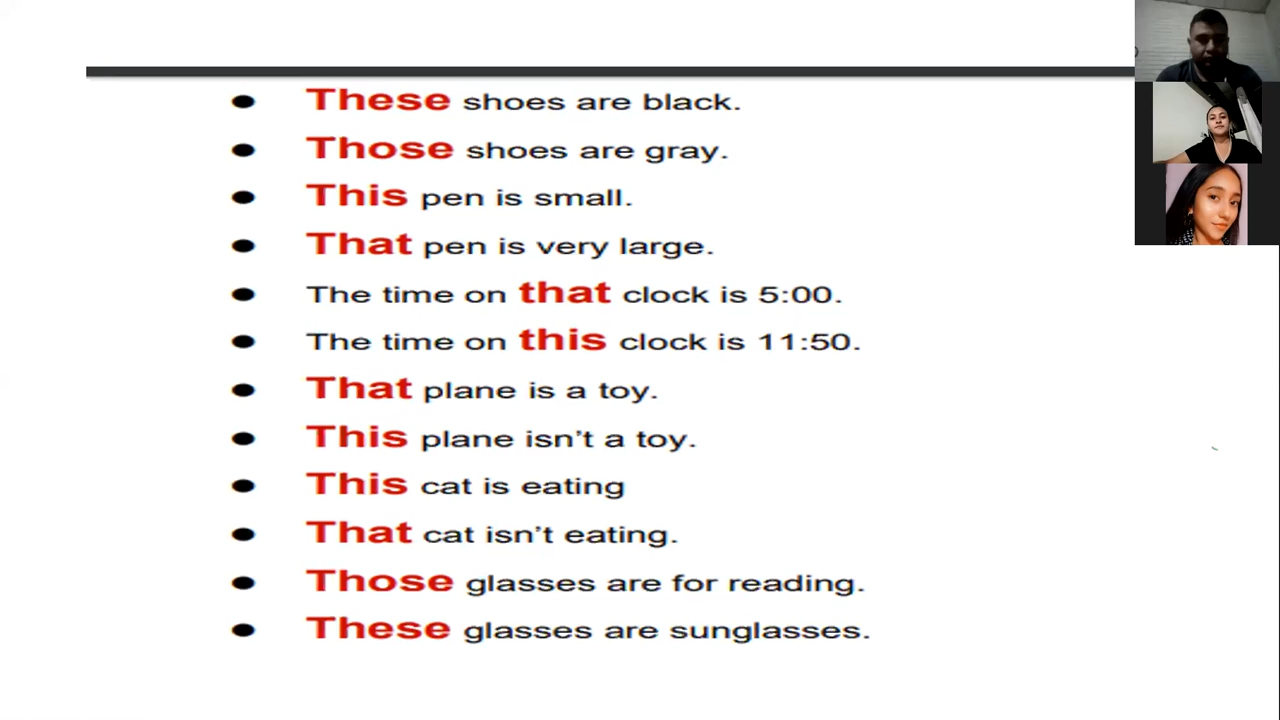 These shoes are black.
Those shoes are gray.
This pen is small.
That pen is very large.
The time on that clock is 5:00.
The time on this clock is 11:50.
That plane is a toy.
This plane isn't a toy.
This cat is eating
That cat isn't eating.
Those glasses are for reading.
These glasses are sunglasses.